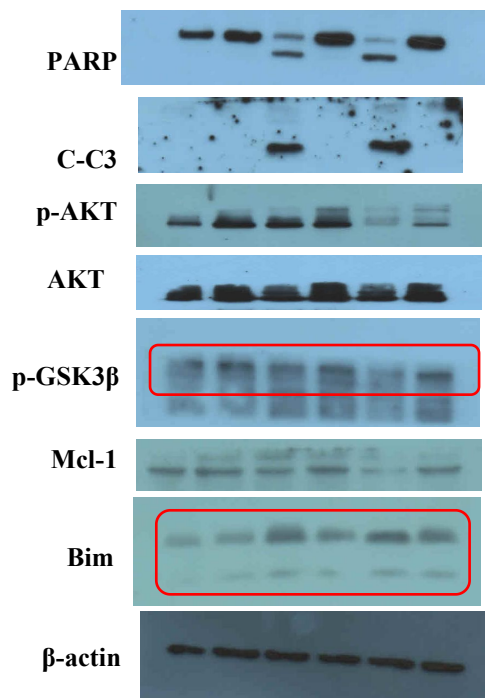 PARP
C-C3
p-AKT
AKT
p-GSK3β
Mcl-1
Bim
β-actin